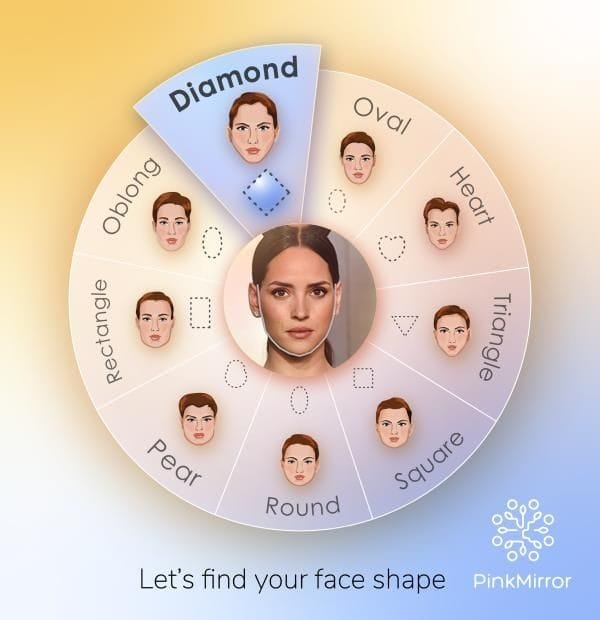 Diamond
Oval
Heart
Triangle
Square
Round
Pear
Rectangle
Oblong
Let's find your face shape
PinkMirror